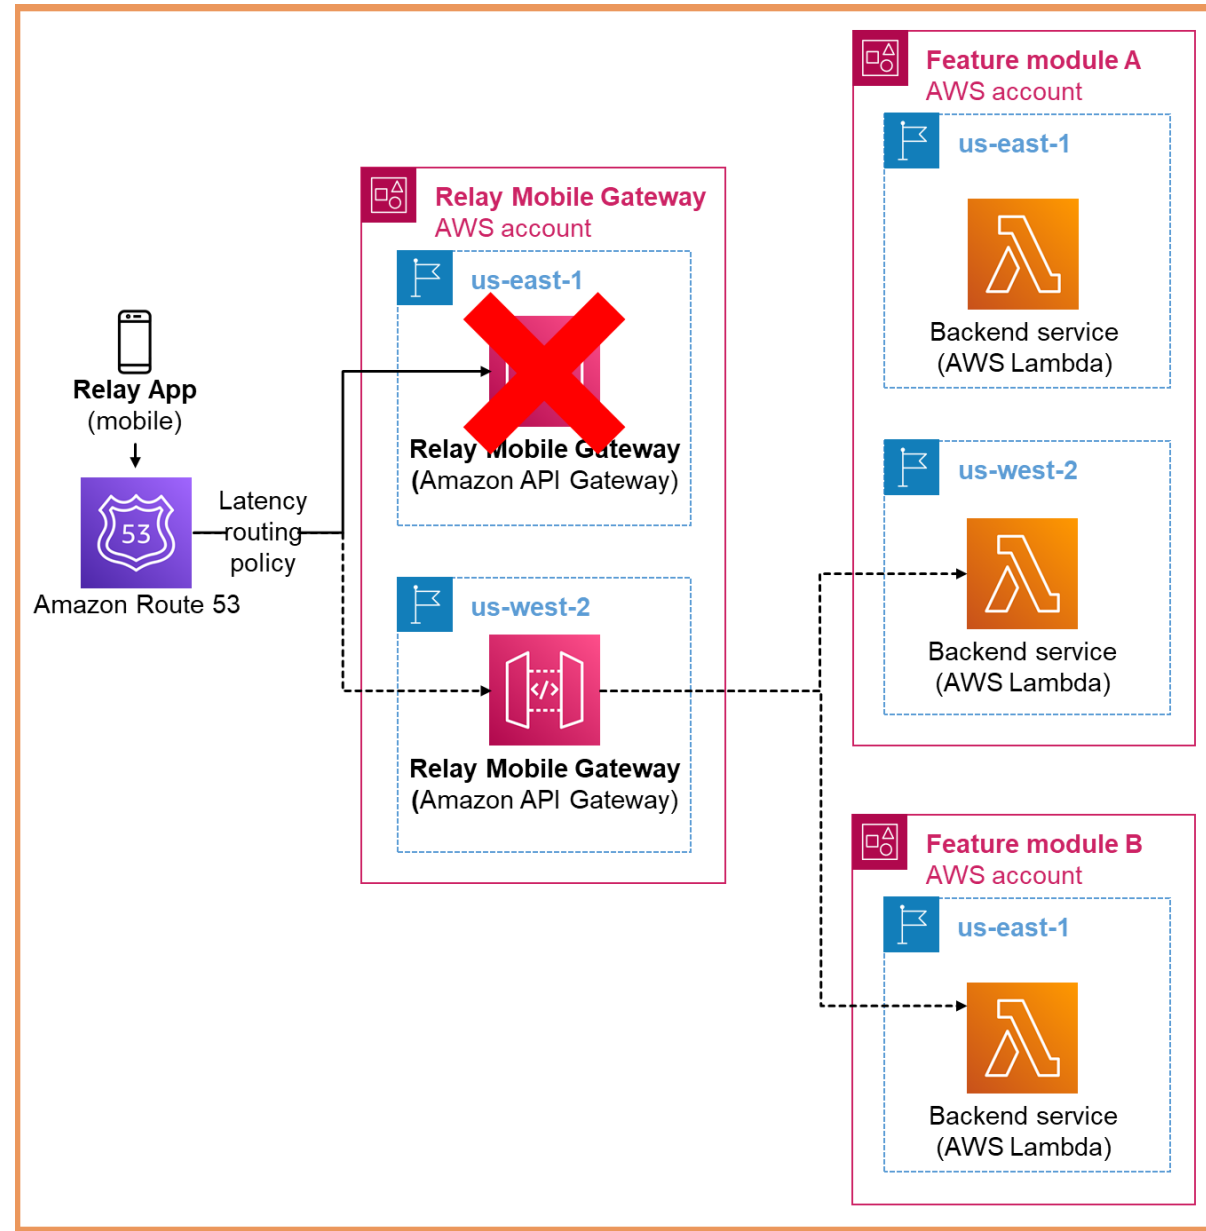 Relay App
(mobile)
53
Amazon Route 53
Latency
routing
policy
Relay Mobile Gateway
AWS account
us-east-1
Relay Mobile Gateway
(Amazon API Gateway)
us-west-2
</>
Relay Mobile Gateway
(Amazon API Gateway)
Feature module A
AWS account
us-east-1
Backend service
(AWS Lambda)
us-west-2
Backend service
(AWS Lambda)
Feature module B
AWS account
us-east-1
Backend service
(AWS Lambda)